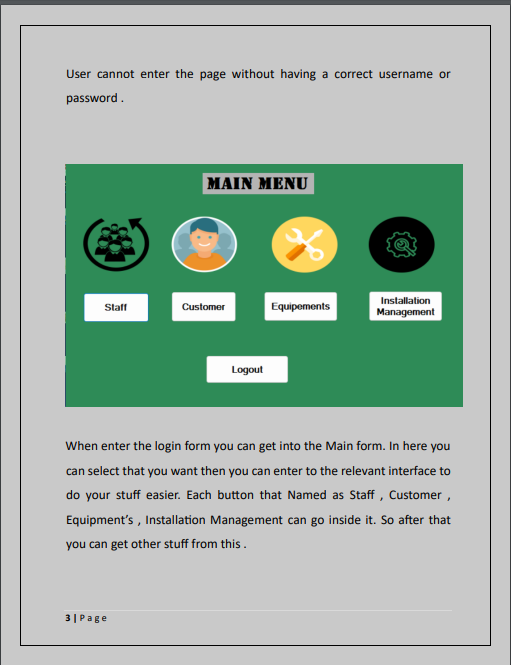 User cannot enter the page without having a correct username or
password .
MAIN MENU
Staff
Customer
Equipements
Installation
Management
Logout
When enter the login form you can get into the Main form. In here you
can select that you want then you can enter to the relevant interface to
do your stuff easier. Each button that Named as Staff , Customer ,
Equipment’s , Installation Management can go inside it. So after that
you can get other stuff from this .
3 | Page